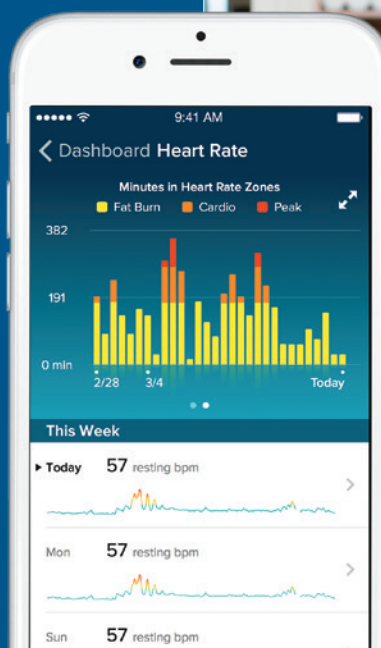 9:41 AM
Dashboard Heart Rate
Minutes in Heart Rate Zones
Fat Burn Cardio Peak
382
191
0 min
2/28 3/4 Today
This Week
Today 57 resting bpm
Mon 57 resting bpm
Sun 57 resting bpm